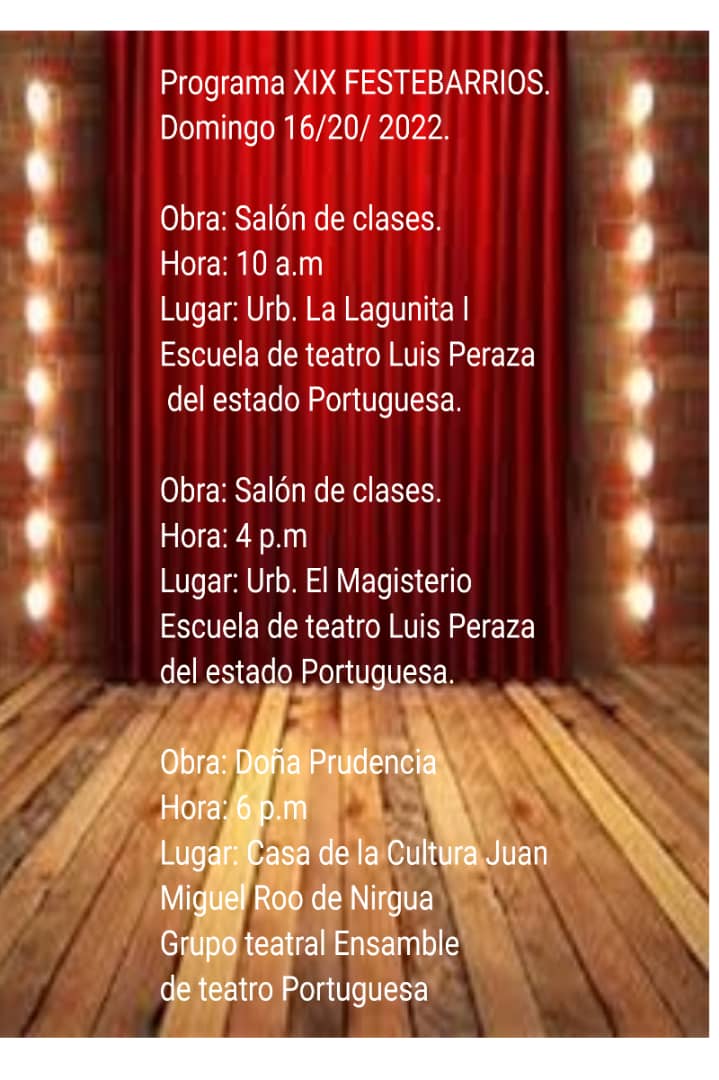 Programa XIX FESTEBARRIOS.
Domingo 16/20/ 2022.
Obra: Salón de clases.
Hora: 10 a.m
Lugar: Urb. La Lagunita I
Escuela de teatro Luis Peraza
del estado Portuguesa.
Obra: Salón de clases.
Hora: 4 p.m
Lugar: Urb. El Magisterio
Escuela de teatro Luis Peraza
del estado Portuguesa.
Obra: Doña Prudencia
Hora: 6 p.m
Lugar: Casa de la Cultura Juan
Miguel Roo de Nirgua
Grupo teatral Ensamble
de teatro Portuguesa